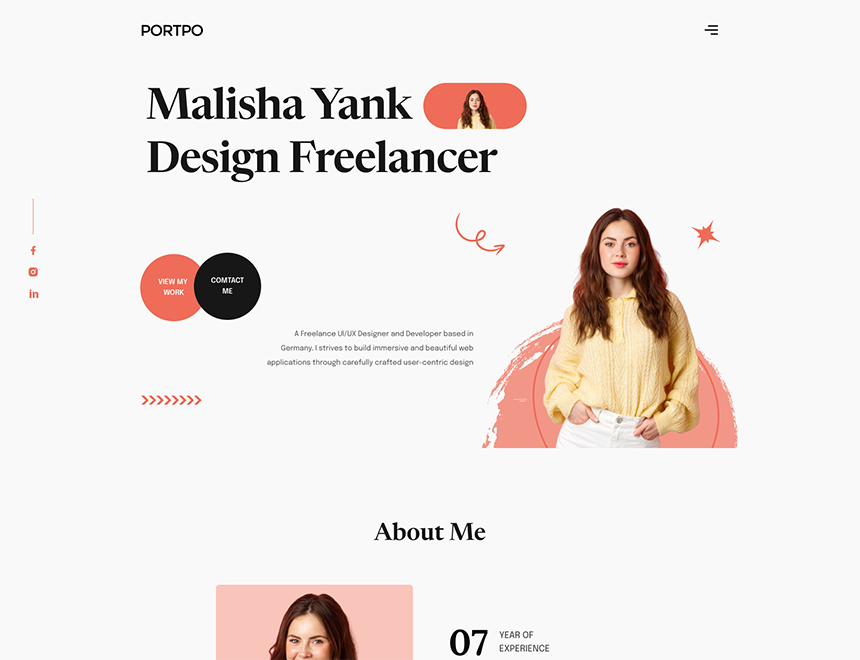 PORTPO
Malisha Yank
Design Freelancer
VIEW MY
WORK
COMTACT
ME
A Freelance UI/UX Designer and Developer based in
Germany. I strives to build immersive and beautiful web
applications through carefully crafted user-centric design
About Me
07
YEAR OF
EXPERIENCE